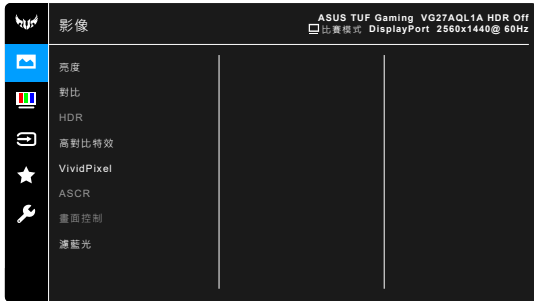 影像
ASUS TUF Gaming VG27AQL1A HDR Off
比賽模式 DisplayPort 2560x1440@ 60Hz
亮度
對比
HDR
高對比特效
VividPixel
ASCR
畫面控制
濾藍光